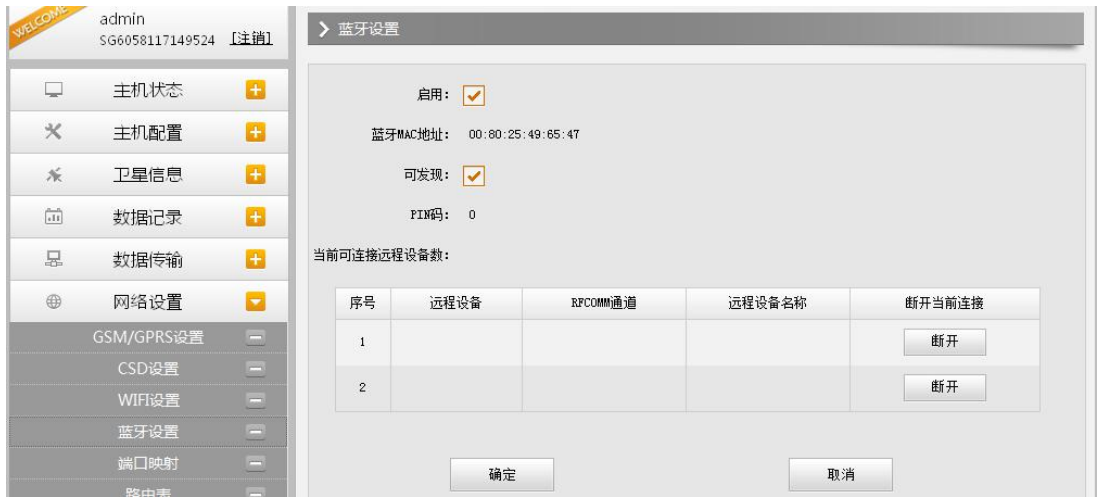 WELCOME
admin
SG6058117149524 [注销]
主机状态
主机配置
卫星信息
数据记录
数据传输
网络设置
GSM/GPRS设置
CSD设置
WIFI设置
蓝牙设置
端口映射
路由表
蓝牙设置
启用:
蓝牙MAC地址: 00:80:25:49:65:47
可发现:
PIN码: 0
当前可连接远程设备数:
序号 远程设备 RFCOMM通道 远程设备名称 断开当前连接
1 断开
2 断开
确定 取消